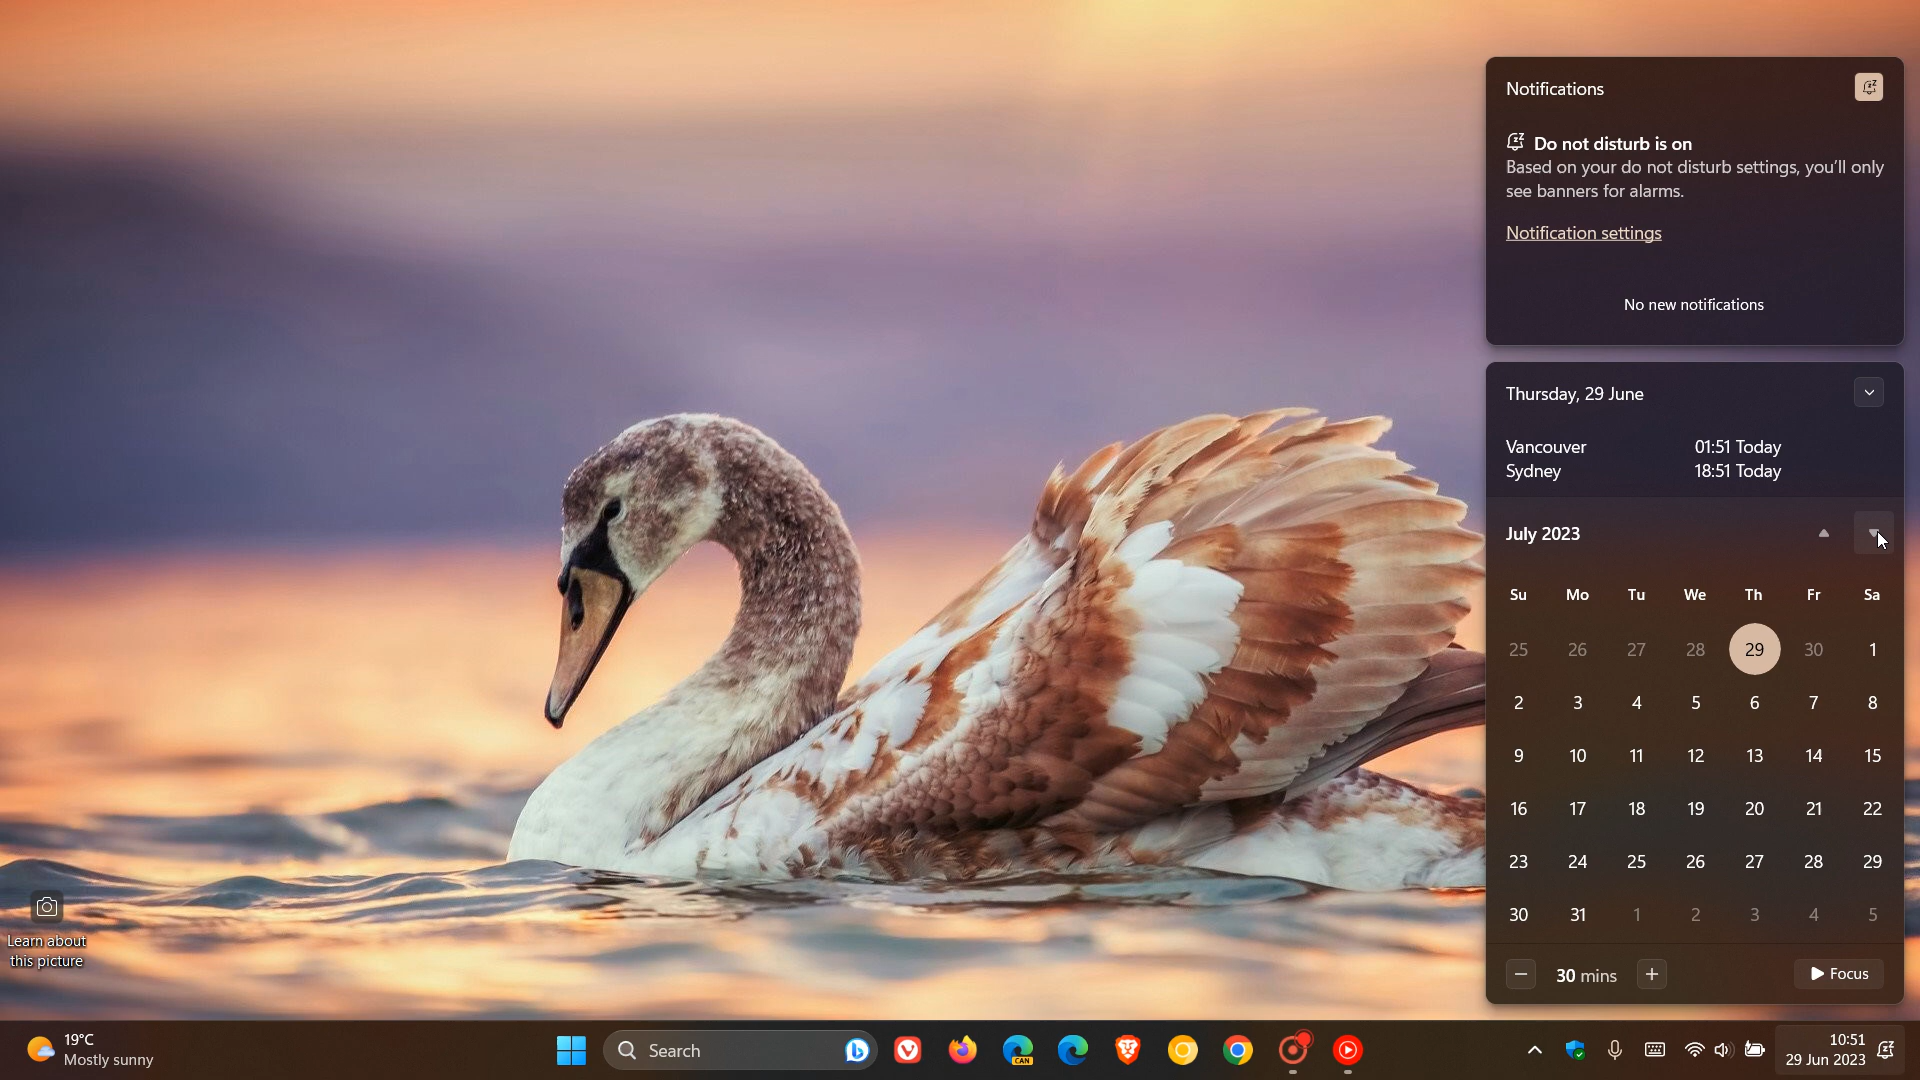 Notifications
Do not disturb is on
Based on your do not disturb settings, you'll only
see banners for alarms.
Notification settings
No new notifications
Thursday, 29 June
Vancouver 01:51 Today
Sydney 18:51 Today
July 2023
Su Mo Tu We Th Fr Sa
25 26 27 28 29 30 1
2 3 4 5 6 7 8
9 10 11 12 13 14 15
16 17 18 19 20 21 22
23 24 25 26 27 28 29
30 31 1 2 3 4 5
30 mins Focus
Learn about
this picture
19°C
Mostly sunny
Search
CAN
10:51
29 Jun 2023